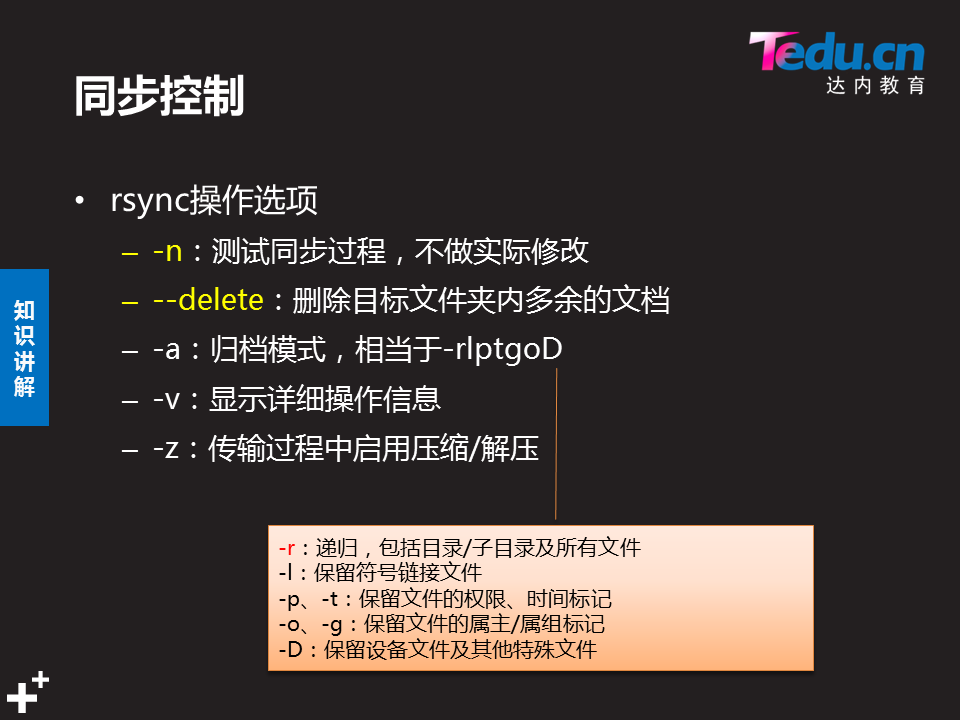 Tedu.cn
达内教育
同步控制
• rsync操作选项
– -n：测试同步过程，不做实际修改
– --delete：删除目标文件夹内多余的文档
– -a：归档模式，相当于-rlptgoD
– -v：显示详细操作信息
– -z：传输过程中启用压缩/解压
知识讲解
-r：递归，包括目录/子目录及所有文件
-l：保留符号链接文件
-p、-t：保留文件的权限、时间标记
-o、-g：保留文件的属主/属组标记
-D：保留设备文件及其他特殊文件